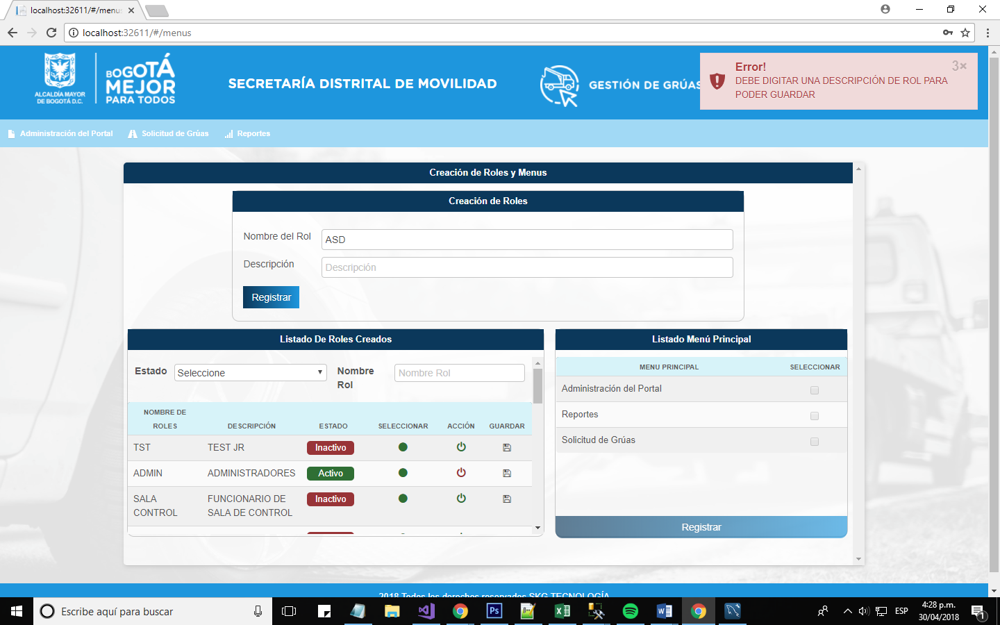 localhost:32611/#/menus
localhost:32611/#/menus
ALCALDÍA MAYOR
DE BOGOTÁ D.C.
BOGOTÁ
MEJOR
PARA TODOS
SECRETARÍA DISTRITAL DE MOVILIDAD
GESTIÓN DE GRÚAS
Error!
3×
DEBE DIGITAR UNA DESCRIPCIÓN DE ROL PARA
PODER GUARDAR
Administración del Portal Solicitud de Grúas Reportes
Creación de Roles y Menus
Creación de Roles
Nombre del Rol ASD
Descripción Descripción
Registrar
Listado De Roles Creados
Estado Seleccione Nombre Rol Nombre Rol
NOMBRE DE ROLES DESCRIPCIÓN ESTADO SELECCIONAR ACCIÓN GUARDAR
TST TEST JR Inactivo
ADMIN ADMINISTRADORES Activo
SALA FUNCIONARIO DE Inactivo
CONTROL SALA DE CONTROL
Listado Menú Principal
MENU PRINCIPAL SELECCIONAR
Administración del Portal
Reportes
Solicitud de Grúas
Registrar
2018 Todos los derechos reservados SKG TECNOLOGÍA
Escribe aquí para buscar
Ps
ESP
4:28 p.m.
30/04/2018
1